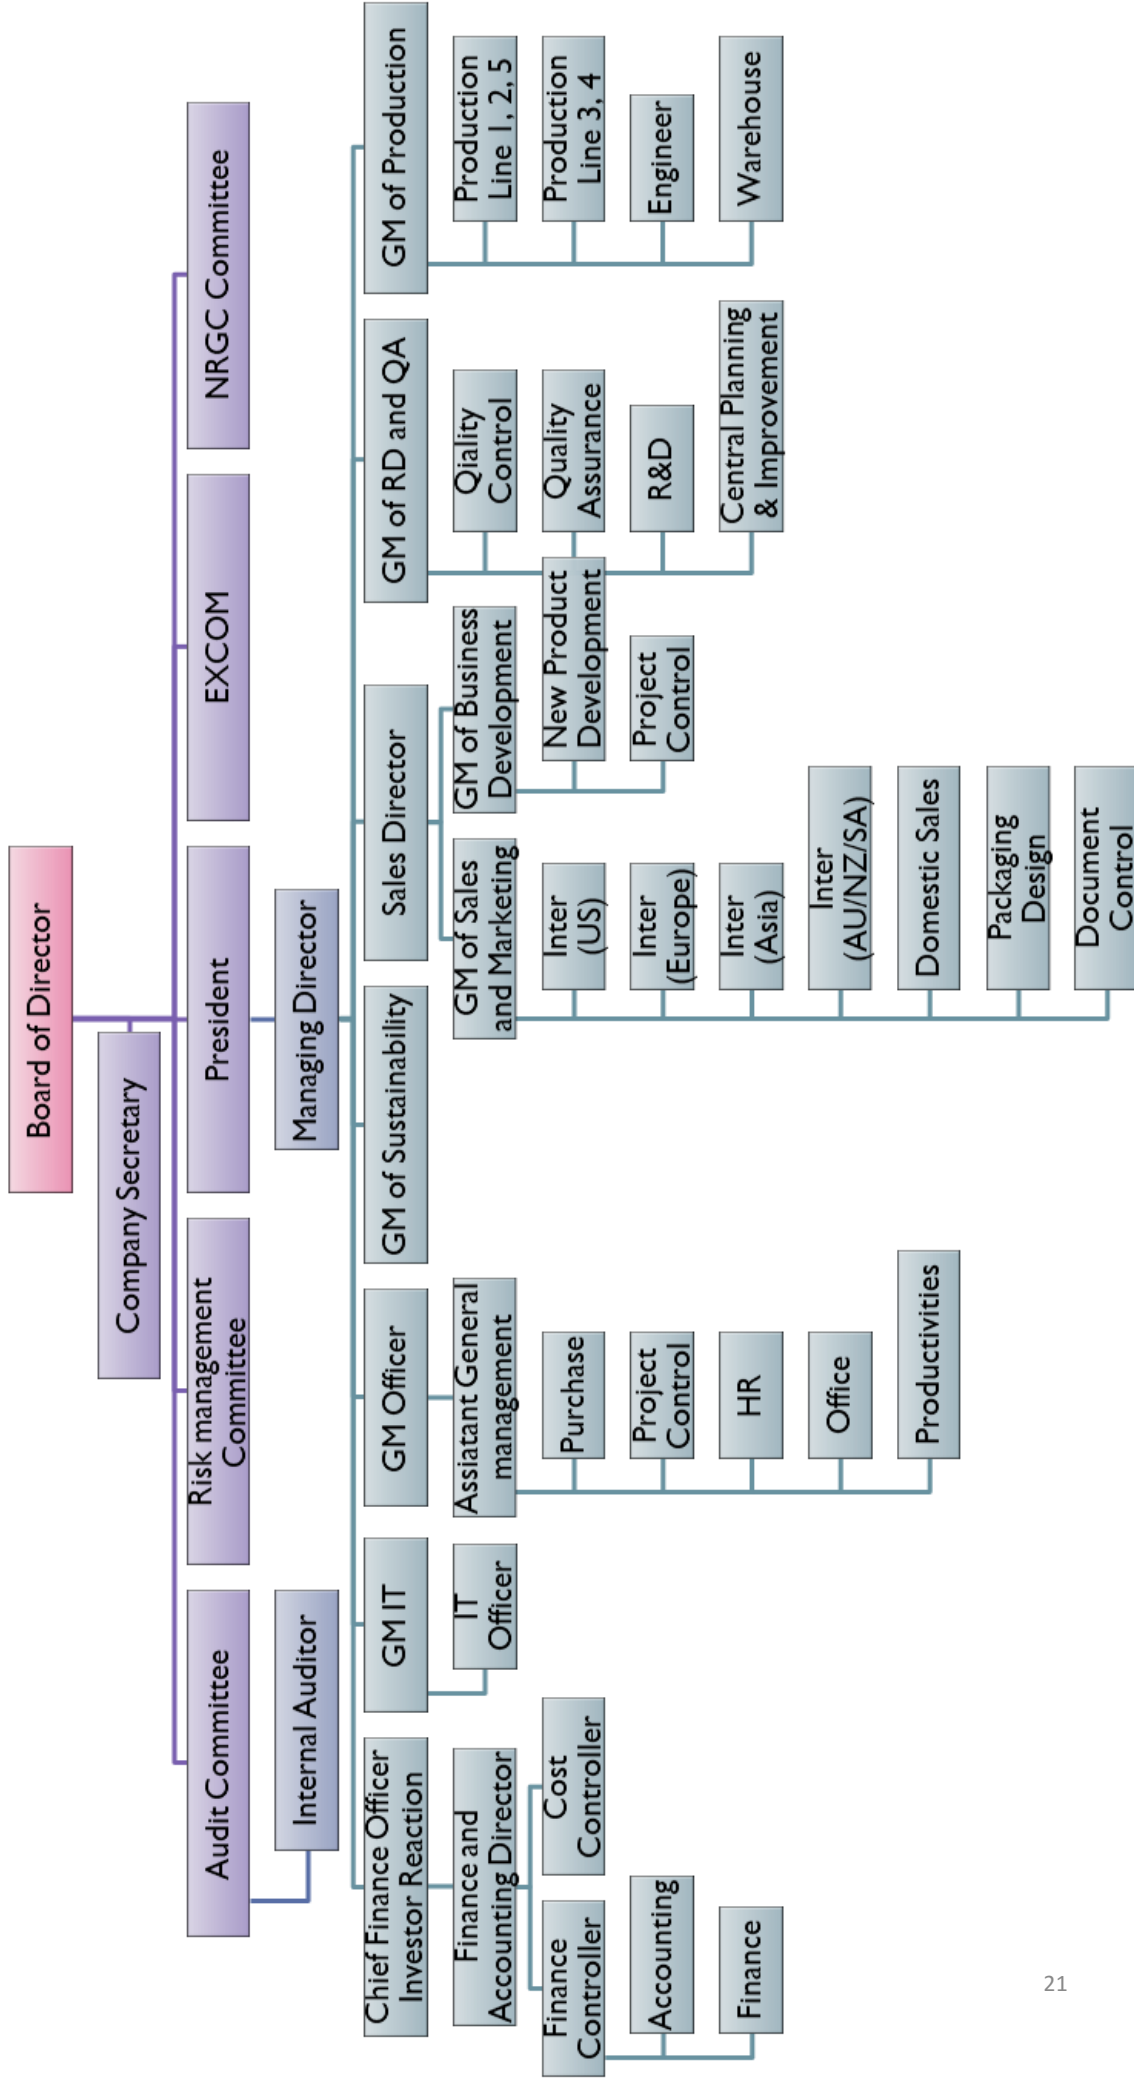 Board of Director
Company Secretary
Audit Committee
Risk management
Committee
President
EXCOM
NRGC Committee
Internal Auditor
Managing Director
Chief Finance Officer
Investor Reaction
GM IT
GM Officer
GM of Sustainability
Sales Director
GM of RD and QA
GM of Production
Finance and
Accounting Director
Finance
Controller
Accounting
Finance
Cost
Controller
IT
Officer
Assiatant General
management
Purchase
Project
Control
HR
Office
Productivities
GM of Sales
and Marketing
Inter
(US)
Inter
(Europe)
Inter
(Asia)
Inter
(AU/NZ/SA)
Domestic Sales
Packaging
Design
Document
Control
GM of Business
Development
New Product
Development
Project
Control
Qiality
Control
Quality
Assurance
R&D
Central Planning
& Improvement
Production
Line 1, 2, 5
Production
Line 3, 4
Engineer
Warehouse
21